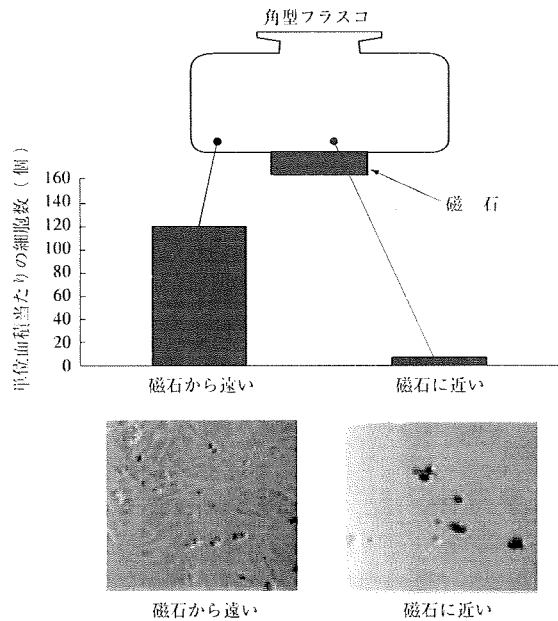 角型フラスコ
磁 石
単位面積当たりの細胞数(個)
160
140
120
100
80
60
40
20
0
磁石から遠い
磁石に近い
磁石から遠い
磁石に近い